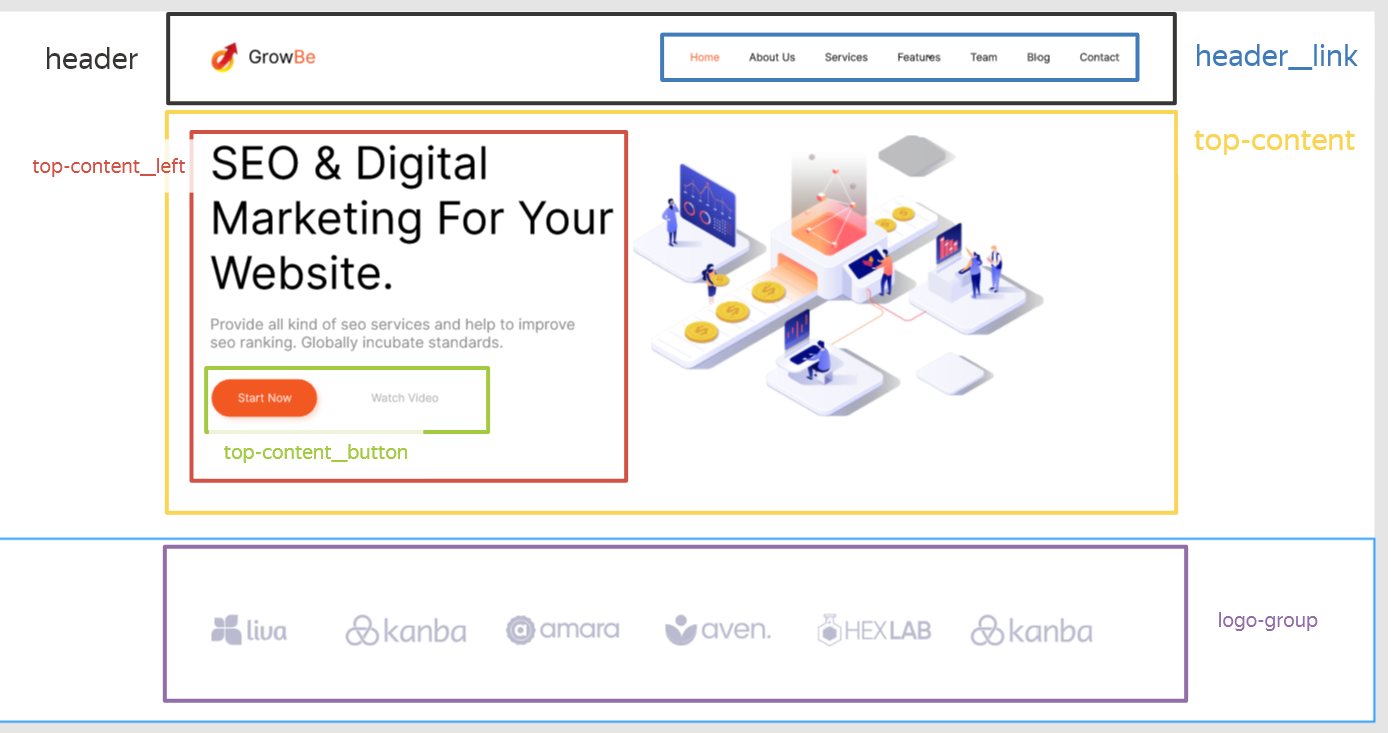 header
GrowBe
Home About Us Services Features Team Blog Contact
header__link
top-content
top-content__left
SEO & Digital
Marketing For Your
Website.
Provide all kind of seo services and help to improve
seo ranking. Globally incubate standards.
Start Now Watch Video
top-content__button
liva kanba amara aven. HEXLAB kanba
logo-group